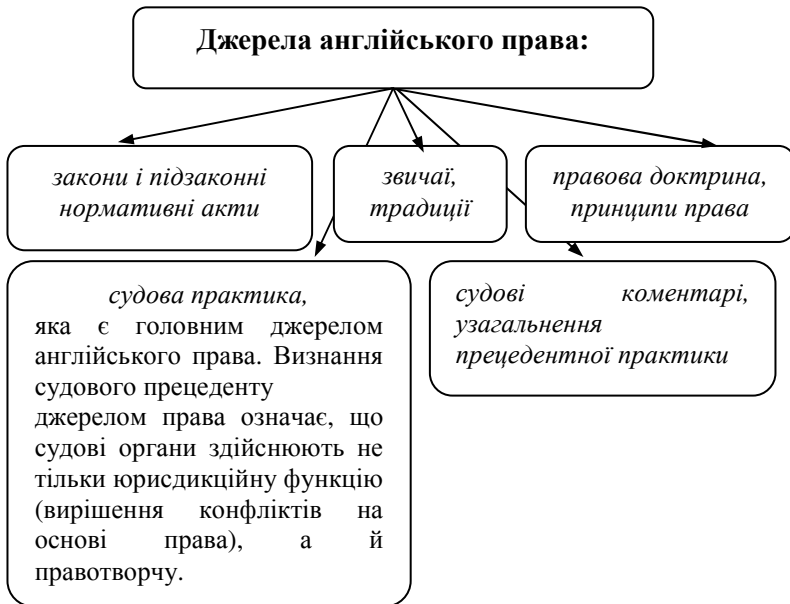 Джерела англійського права:
закони і підзаконні
нормативні акти
звичаї,
традиції
правова доктрина,
принципи права
судова практика,
яка є головним джерелом
англійського права. Визнання
судового прецеденту
джерелом права означає, що
судові органи здійснюють не
тільки юрисдикційну функцію
(вирішення конфліктів на
основі права), а й
правотворчу.
судові коментарі,
узагальнення
прецедентної практики